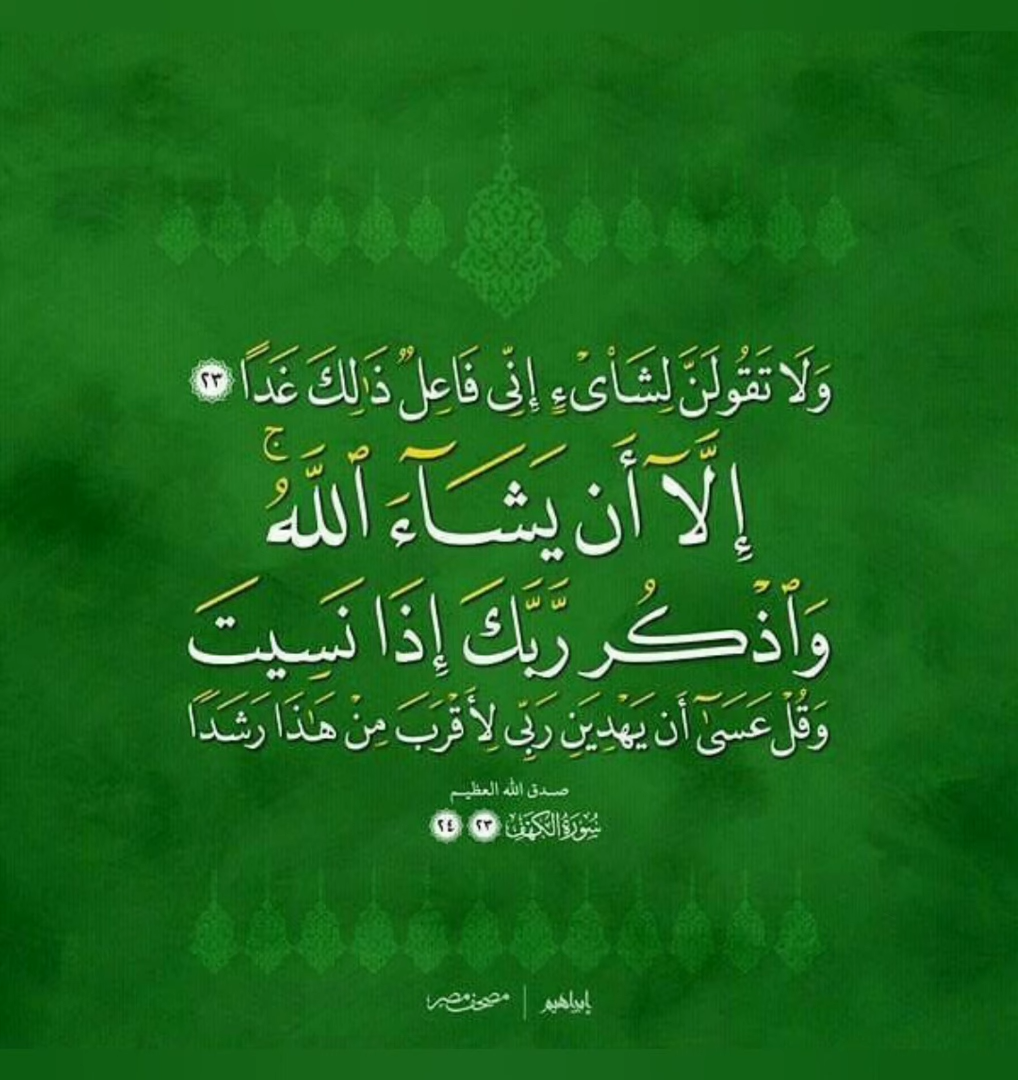 وَلَا تَقُولَنَّ لِشَا۟ىۡءٍ إِنِّى فَاعِلٌ ذَٰلِكَ غَدًا ٢٣
إِلَّآ أَن يَشَآءَ ٱللَّهُۚ
وَٱذۡكُر رَّبَّكَ إِذَا نَسِيتَ
وَقُلۡ عَسَىٰٓ أَن يَهۡدِيَنِ رَبِّى لِأَقۡرَبَ مِنۡ هَٰذَا رَشَدًا
صدق الله العظيم
سُورَةُ الكَهۡفِ ٢٣ ٢٤
إبراهيم | مصحف مصر